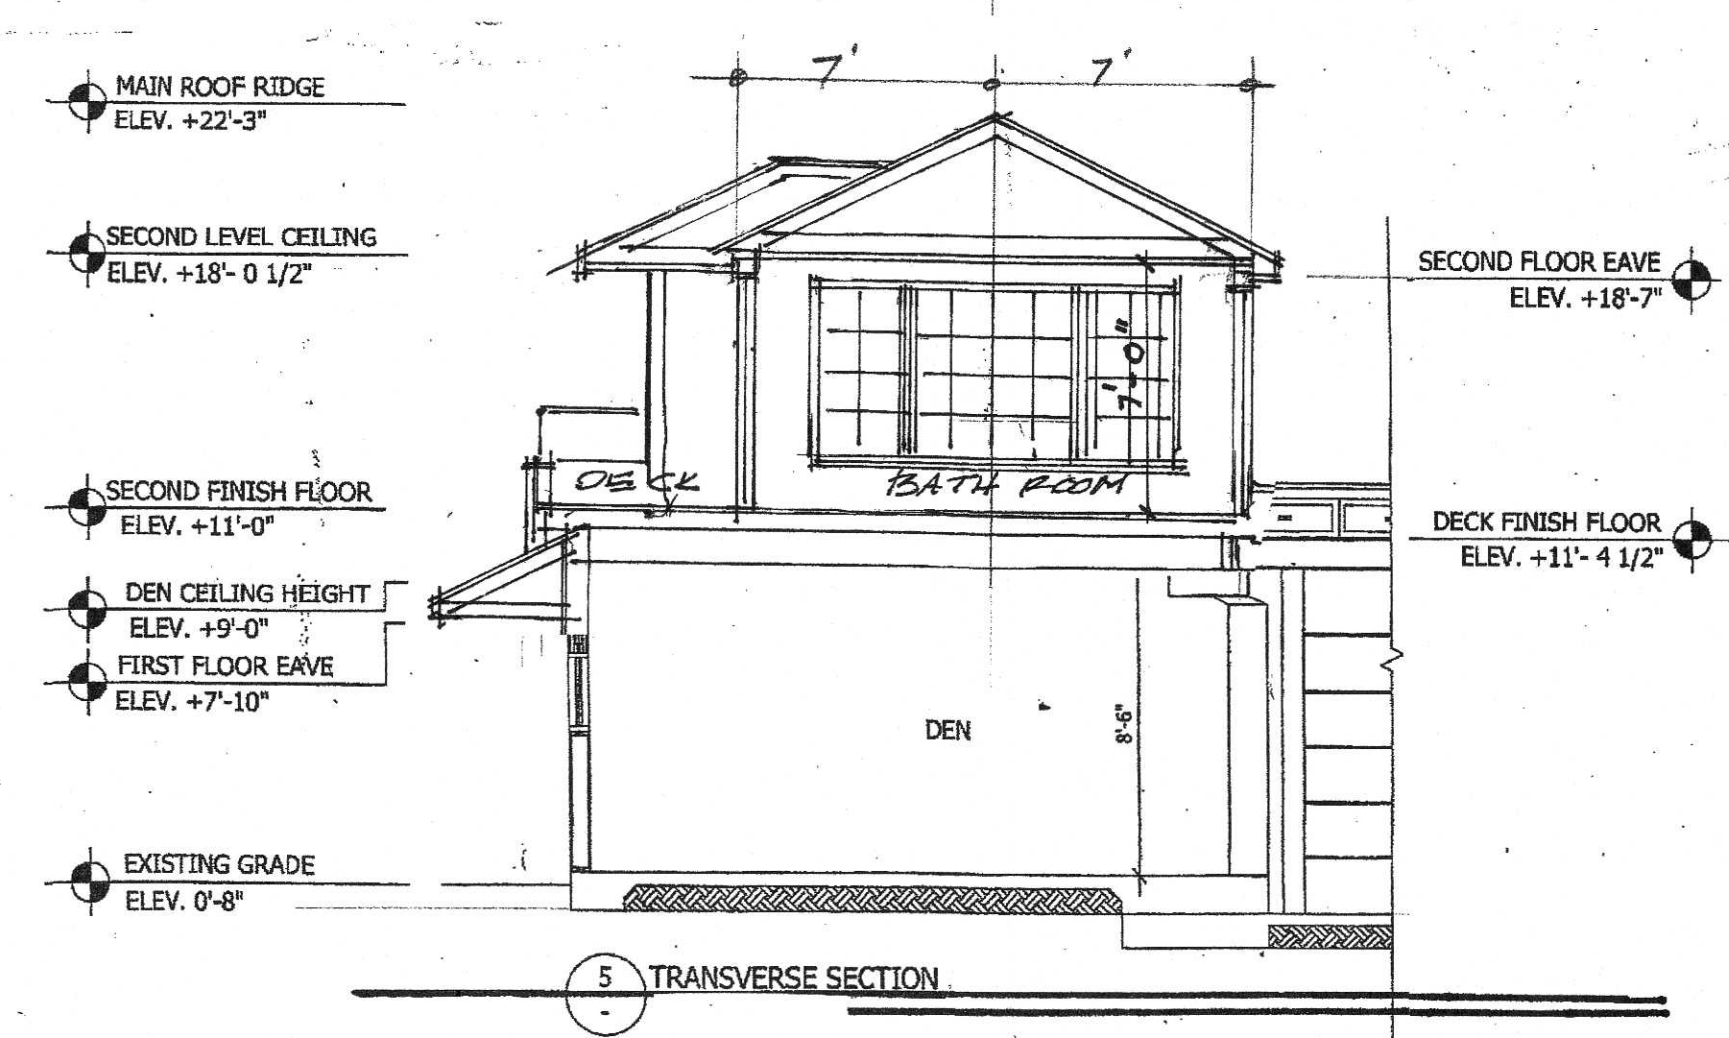 7' 7'
MAIN ROOF RIDGE
ELEV. +22'-3"
SECOND LEVEL CEILING
ELEV. +18'- 0 1/2"
SECOND FLOOR EAVE
ELEV. +18'-7"
7'-0"
DECK
BATH ROOM
SECOND FINISH FLOOR
ELEV. +11'-0"
DECK FINISH FLOOR
ELEV. +11'- 4 1/2"
DEN CEILING HEIGHT
ELEV. +9'-0"
FIRST FLOOR EAVE
ELEV. +7'-10"
DEN
8'-6"
EXISTING GRADE
ELEV. 0'-8"
5 TRANSVERSE SECTION
-